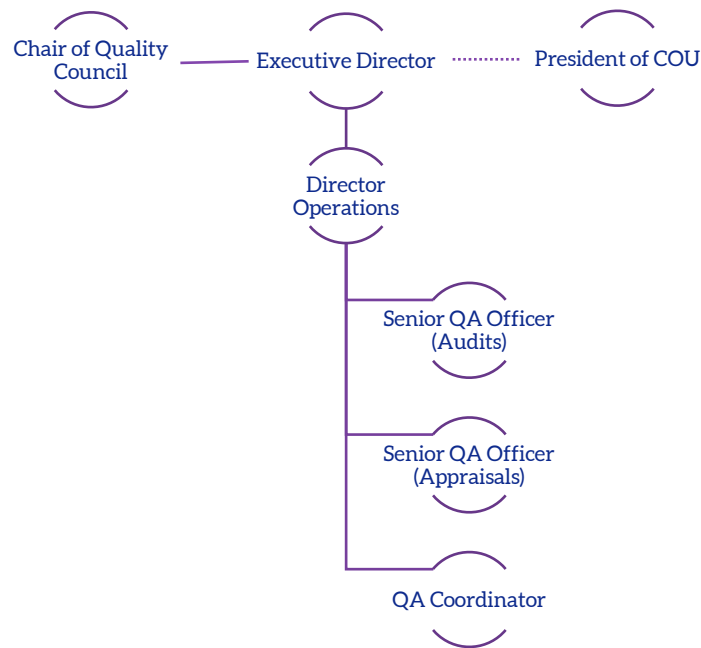 Chair of Quality
Council
Executive Director
President of COU
Director
Operations
Senior QA Officer
(Audits)
Senior QA Officer
(Appraisals)
QA Coordinator